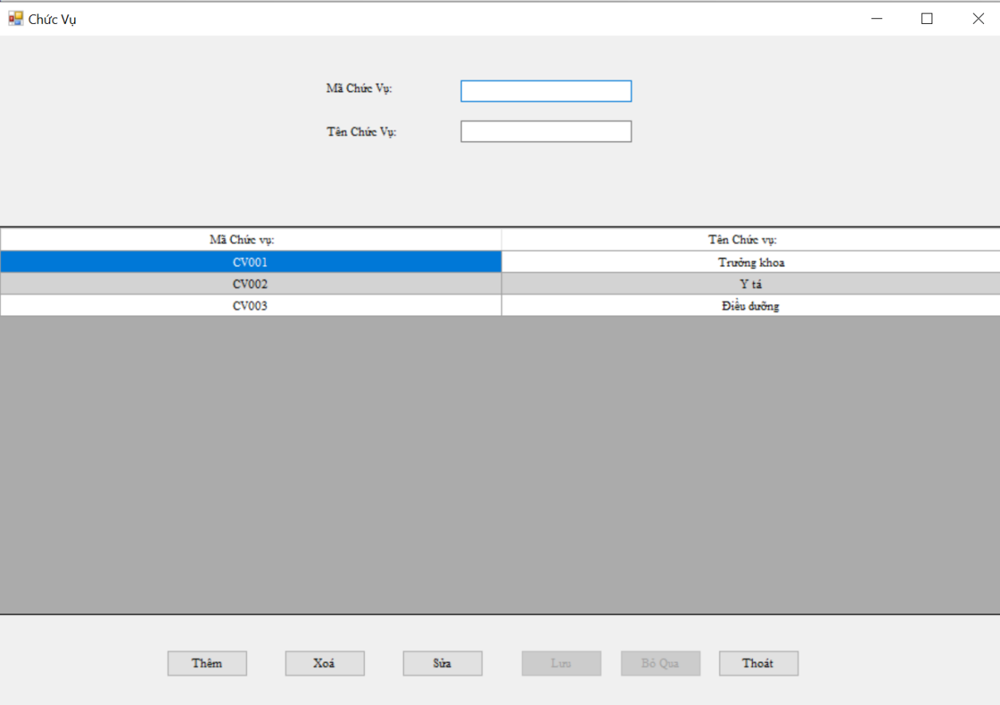 Chức Vụ
Mã Chức Vụ:
Tên Chức Vụ:
Mã Chức vụ: Tên Chức vụ:
CV001 Trưởng khoa
CV002 Y tá
CV003 Điều dưỡng
Thêm Xoá Sửa Lưu Bỏ Qua Thoát